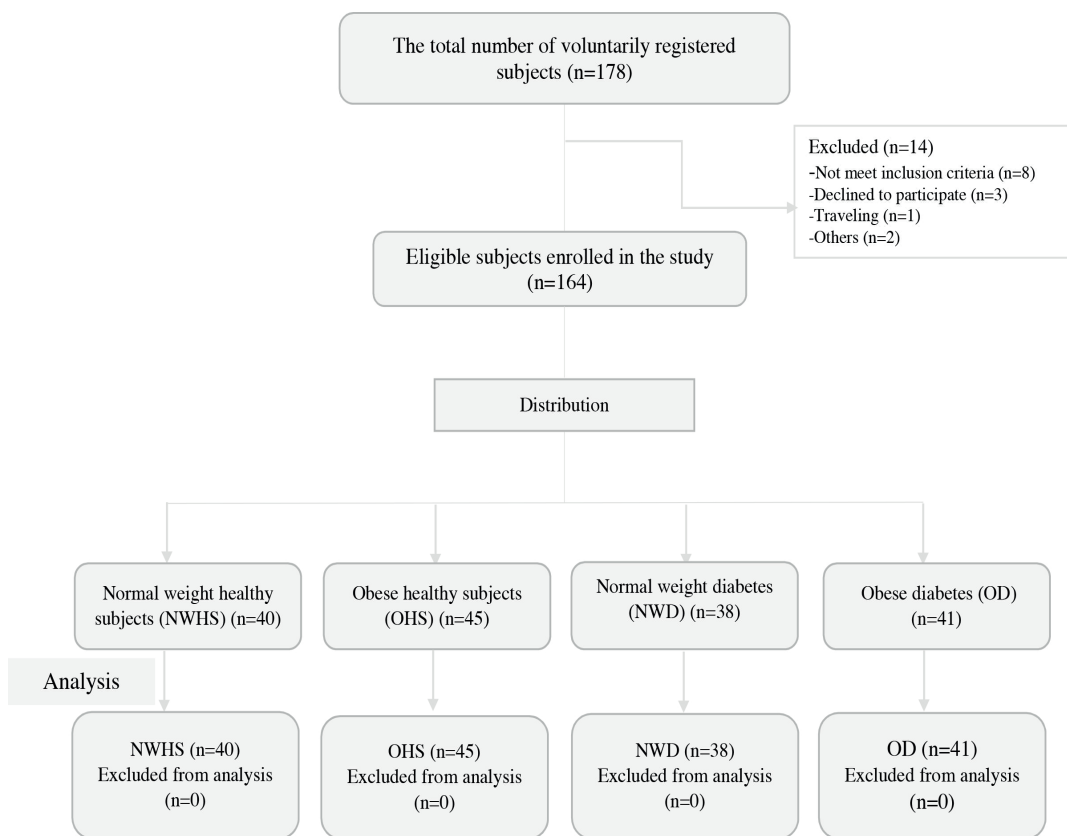 The total number of voluntarily registered
subjects (n=178)
Excluded (n=14)
-Not meet inclusion criteria (n=8)
-Declined to participate (n=3)
-Traveling (n=1)
-Others (n=2)
Eligible subjects enrolled in the study
(n=164)
Distribution
Normal weight healthy
subjects (NWHS) (n=40)
Obese healthy subjects
(OHS) (n=45)
Normal weight diabetes
(NWD) (n=38)
Obese diabetes (OD)
(n=41)
Analysis
NWHS (n=40)
Excluded from analysis
(n=0)
OHS (n=45)
Excluded from analysis
(n=0)
NWD (n=38)
Excluded from analysis
(n=0)
OD (n=41)
Excluded from analysis
(n=0)